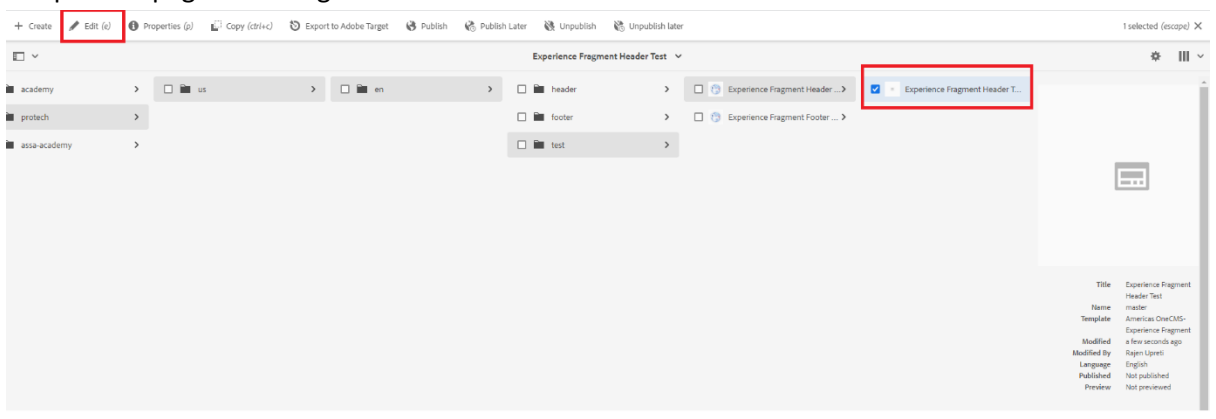 + Create Edit (e) Properties (p) Copy (ctrl+c) Export to Adobe Target Publish Publish Later Unpublish Unpublish later 1 selected (escape) X
Experience Fragment Header Test
academy us en header Experience Fragment Header ... Experience Fragment Header T...
protech footer Experience Fragment Footer ...
assa-academy test
Title Experience Fragment
Header Test
Name master
Template Americas OneCMS-
Experience Fragment
Modified a few seconds ago
Modified By Rajen Upreti
Language English
Published Not published
Preview Not previewed